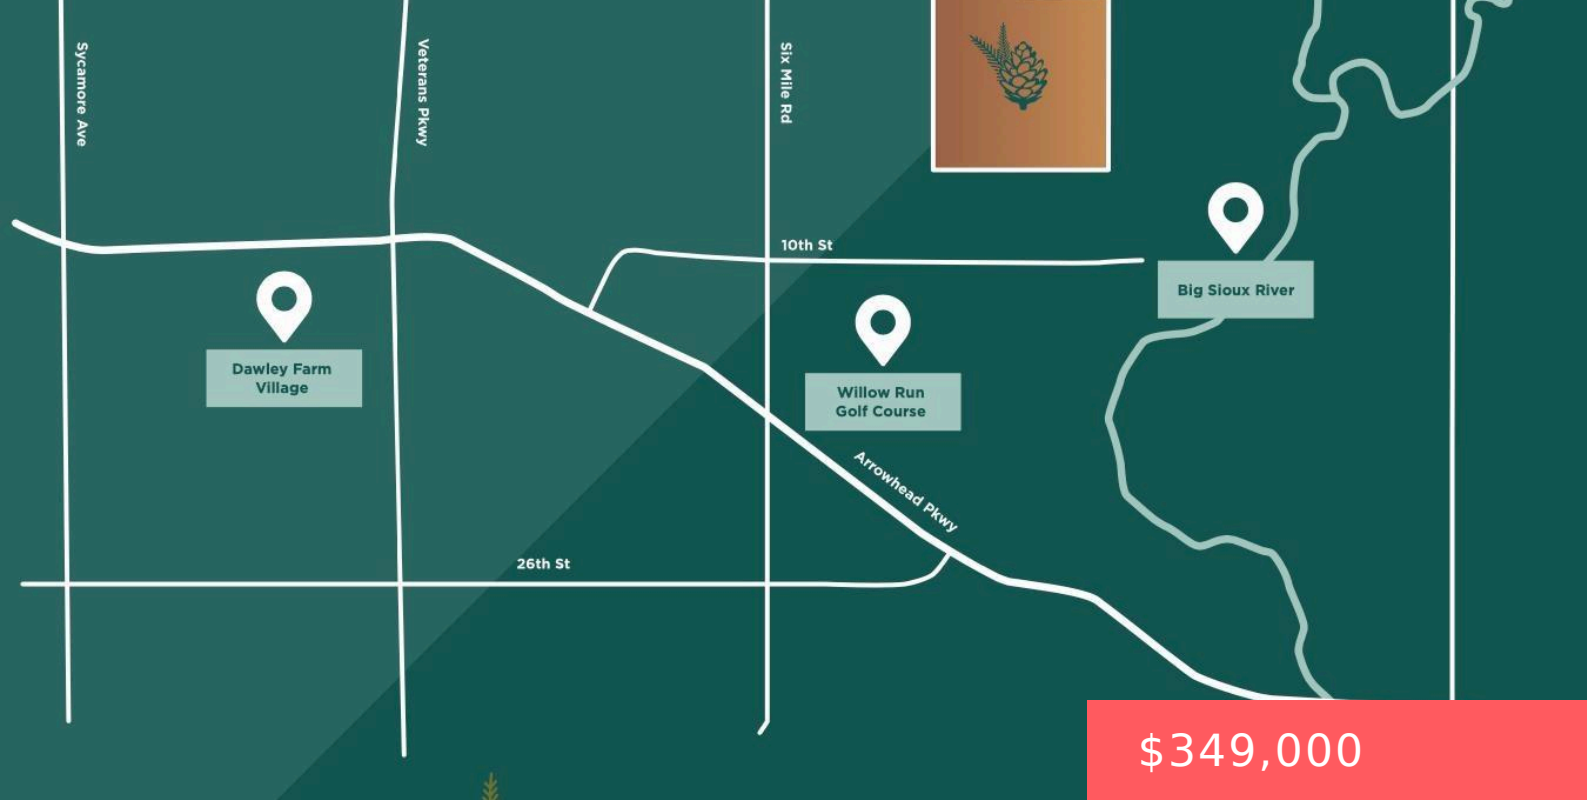 Sycamore Ave
Veterans Pkwy
Six Mile Rd
10th St
Big Sioux River
Dawley Farm
Village
Willow Run
Golf Course
Arrowhead Pkwy
26th St
$349,000